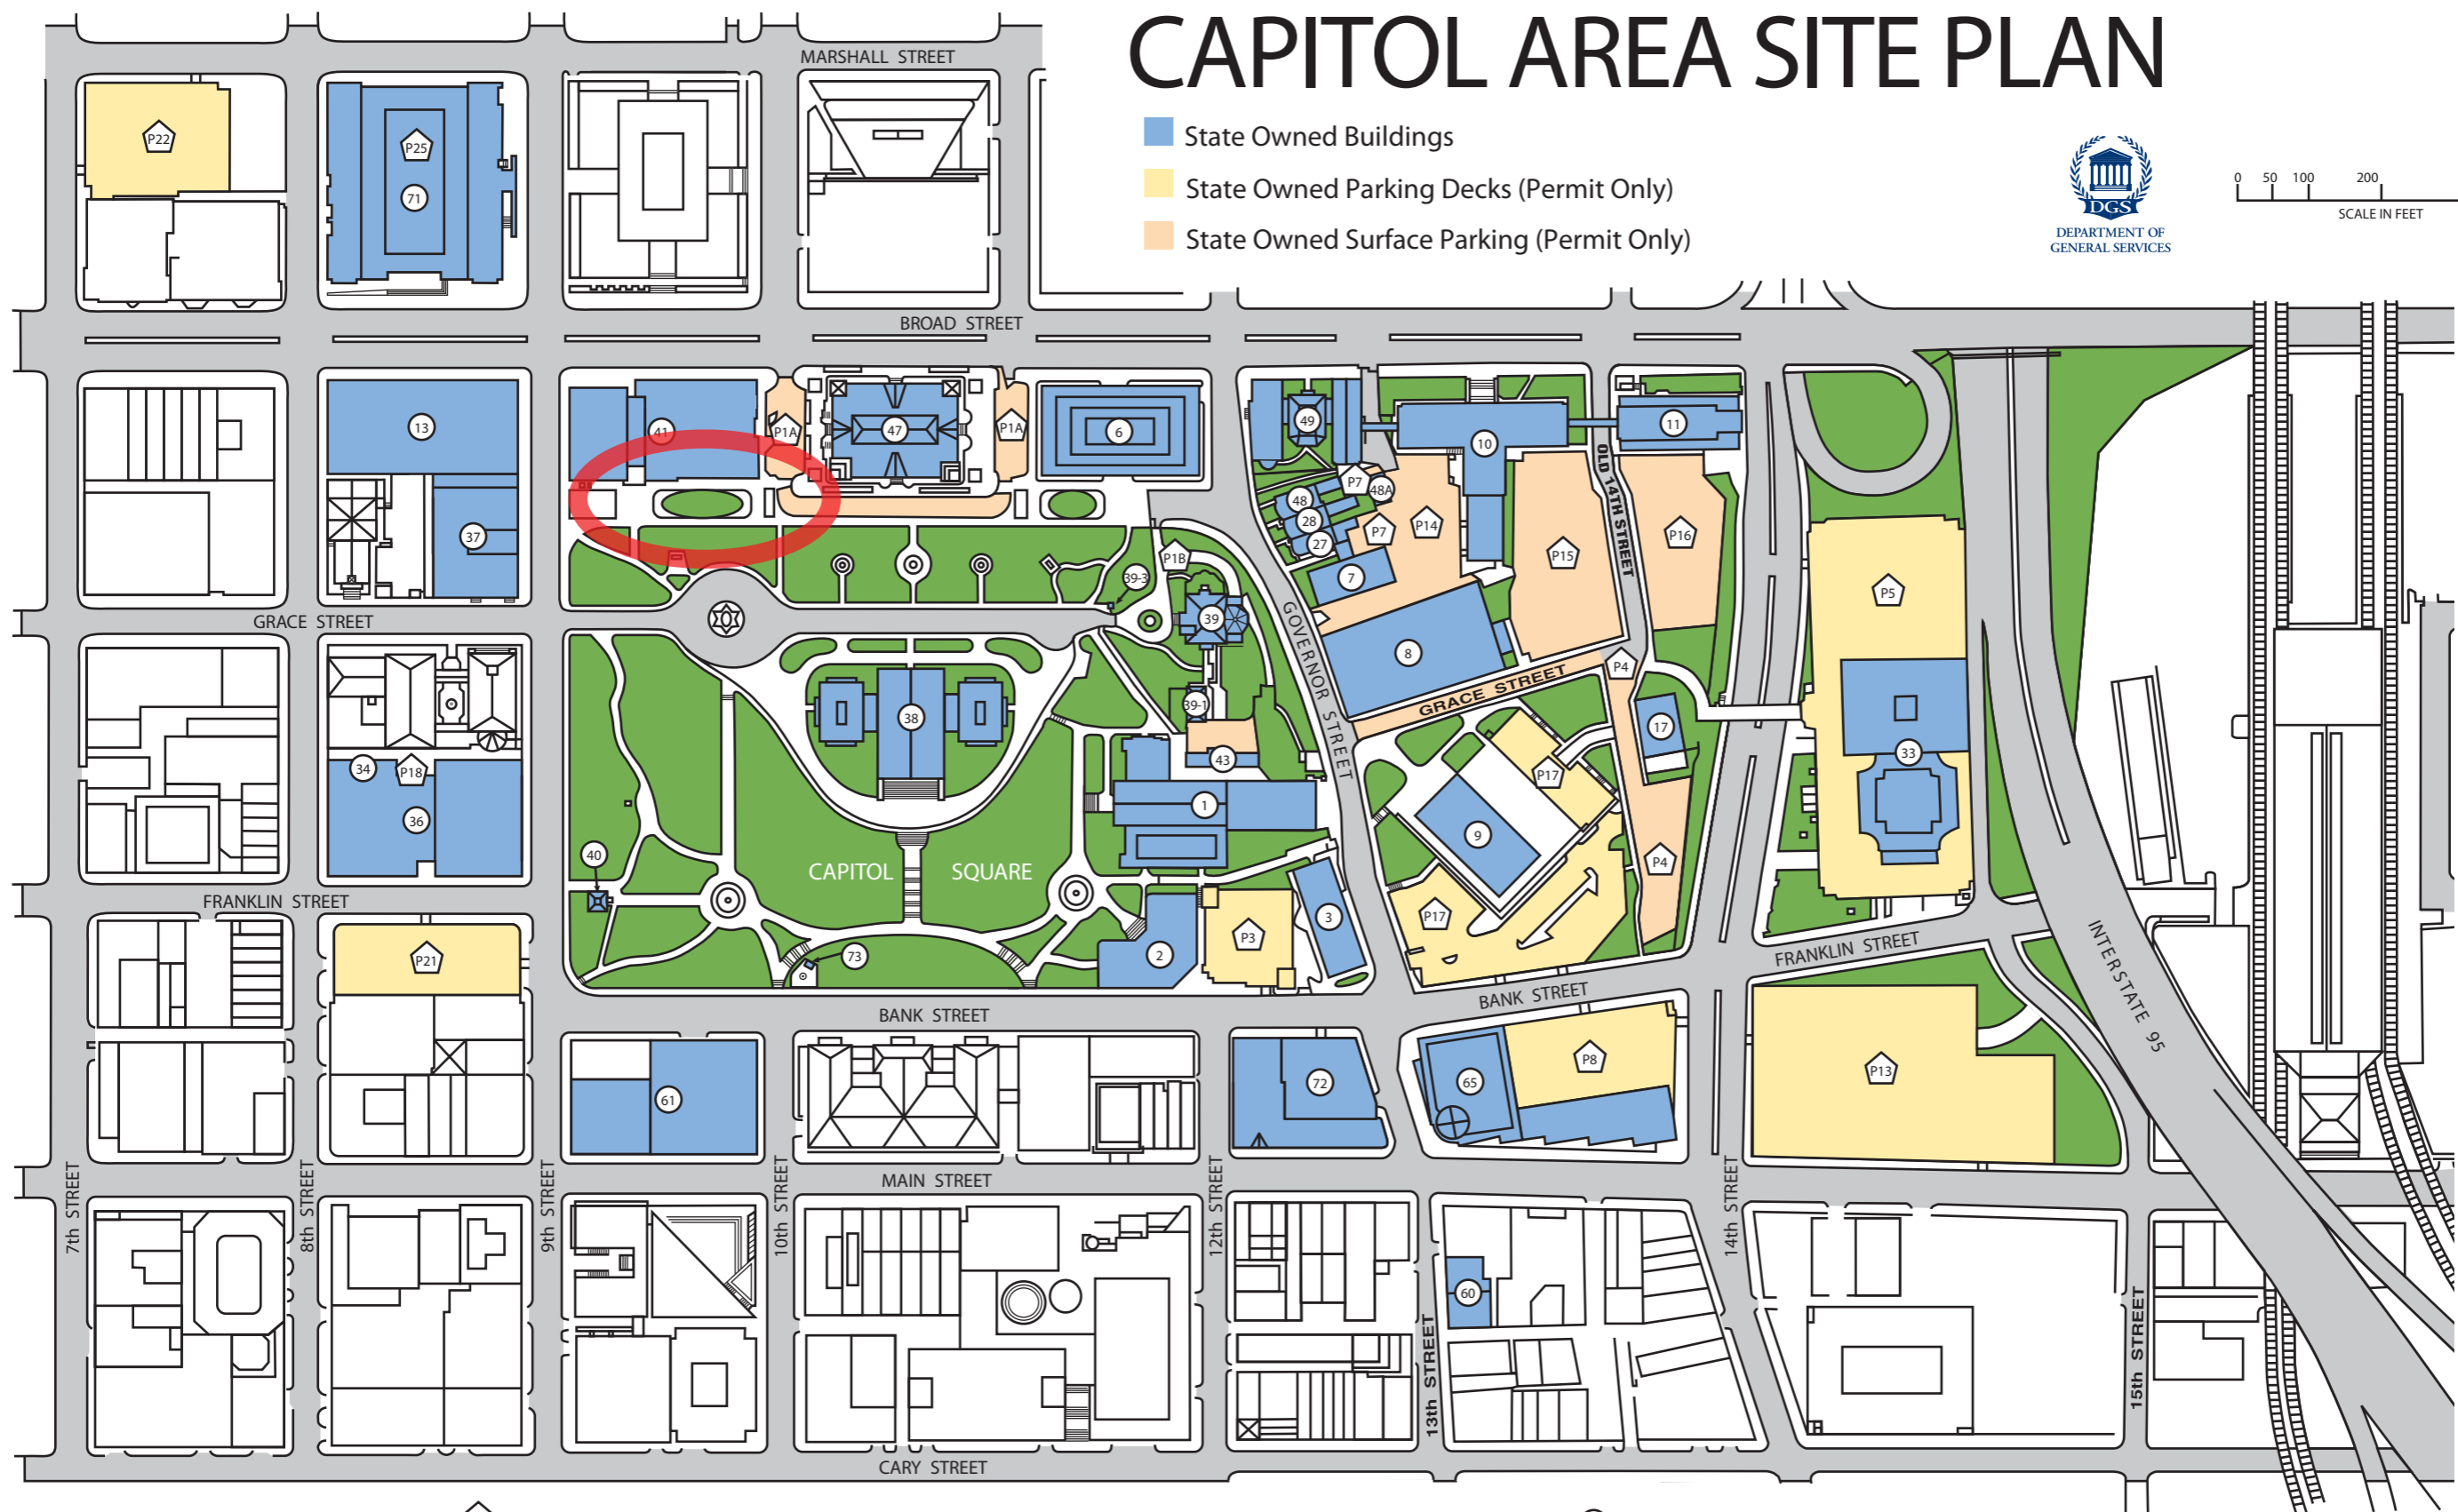 CAPITOL AREA SITE PLAN
State Owned Buildings
State Owned Parking Decks (Permit Only)
State Owned Surface Parking (Permit Only)
DGS
DEPARTMENT OF
GENERAL SERVICES
0 50 100 200
SCALE IN FEET
MARSHALL STREET
P22
P25
71
BROAD STREET
13
41
P1A
47
P1A
6
49
10
11
37
48
P7
48A
28
27
P7
P14
P15
OLD 14TH STREET
P16
7
P1B
39-3
39
P5
GRACE STREET
GOVERNOR STREET
8
P4
GRACE STREET
38
39-1
17
43
33
34
P18
36
1
P17
9
40
CAPITOL SQUARE
P4
FRANKLIN STREET
P21
73
2
P3
3
P17
FRANKLIN STREET
INTERSTATE 95
BANK STREET
BANK STREET
61
72
65
P8
P13
MAIN STREET
7th STREET
8th STREET
9th STREET
10th STREET
12th STREET
14th STREET
60
13th STREET
15th STREET
CARY STREET